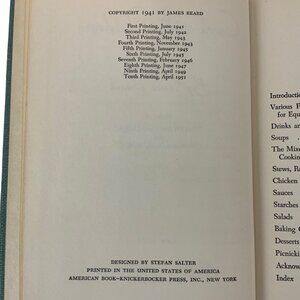 COPYRIGHT 1941 BY JAMES BEARD
First Printing, June 1941
Second Printing, July 1942
Third Printing, May 1943
Fourth Printing, November 1943
Fifth Printing, January 1945
Sixth Printing, July 1945
Seventh Printing, February 1946
Eighth Printing, June 1947
Ninth Printing, April 1949
Tenth Printing, April 1951
DESIGNED BY STEFAN SALTER
PRINTED IN THE UNITED STATES OF AMERICA
AMERICAN BOOK–KNICKERBOCKER PRESS, INC., NEW YORK
Introductio
Various F
for Equ
Drinks an
Soups .
The Mixe
Cooking
Stews, Ra
Chicken
Sauces
Starches
Salads
Baking C
Desserts
Picnicki
Acknow
Index